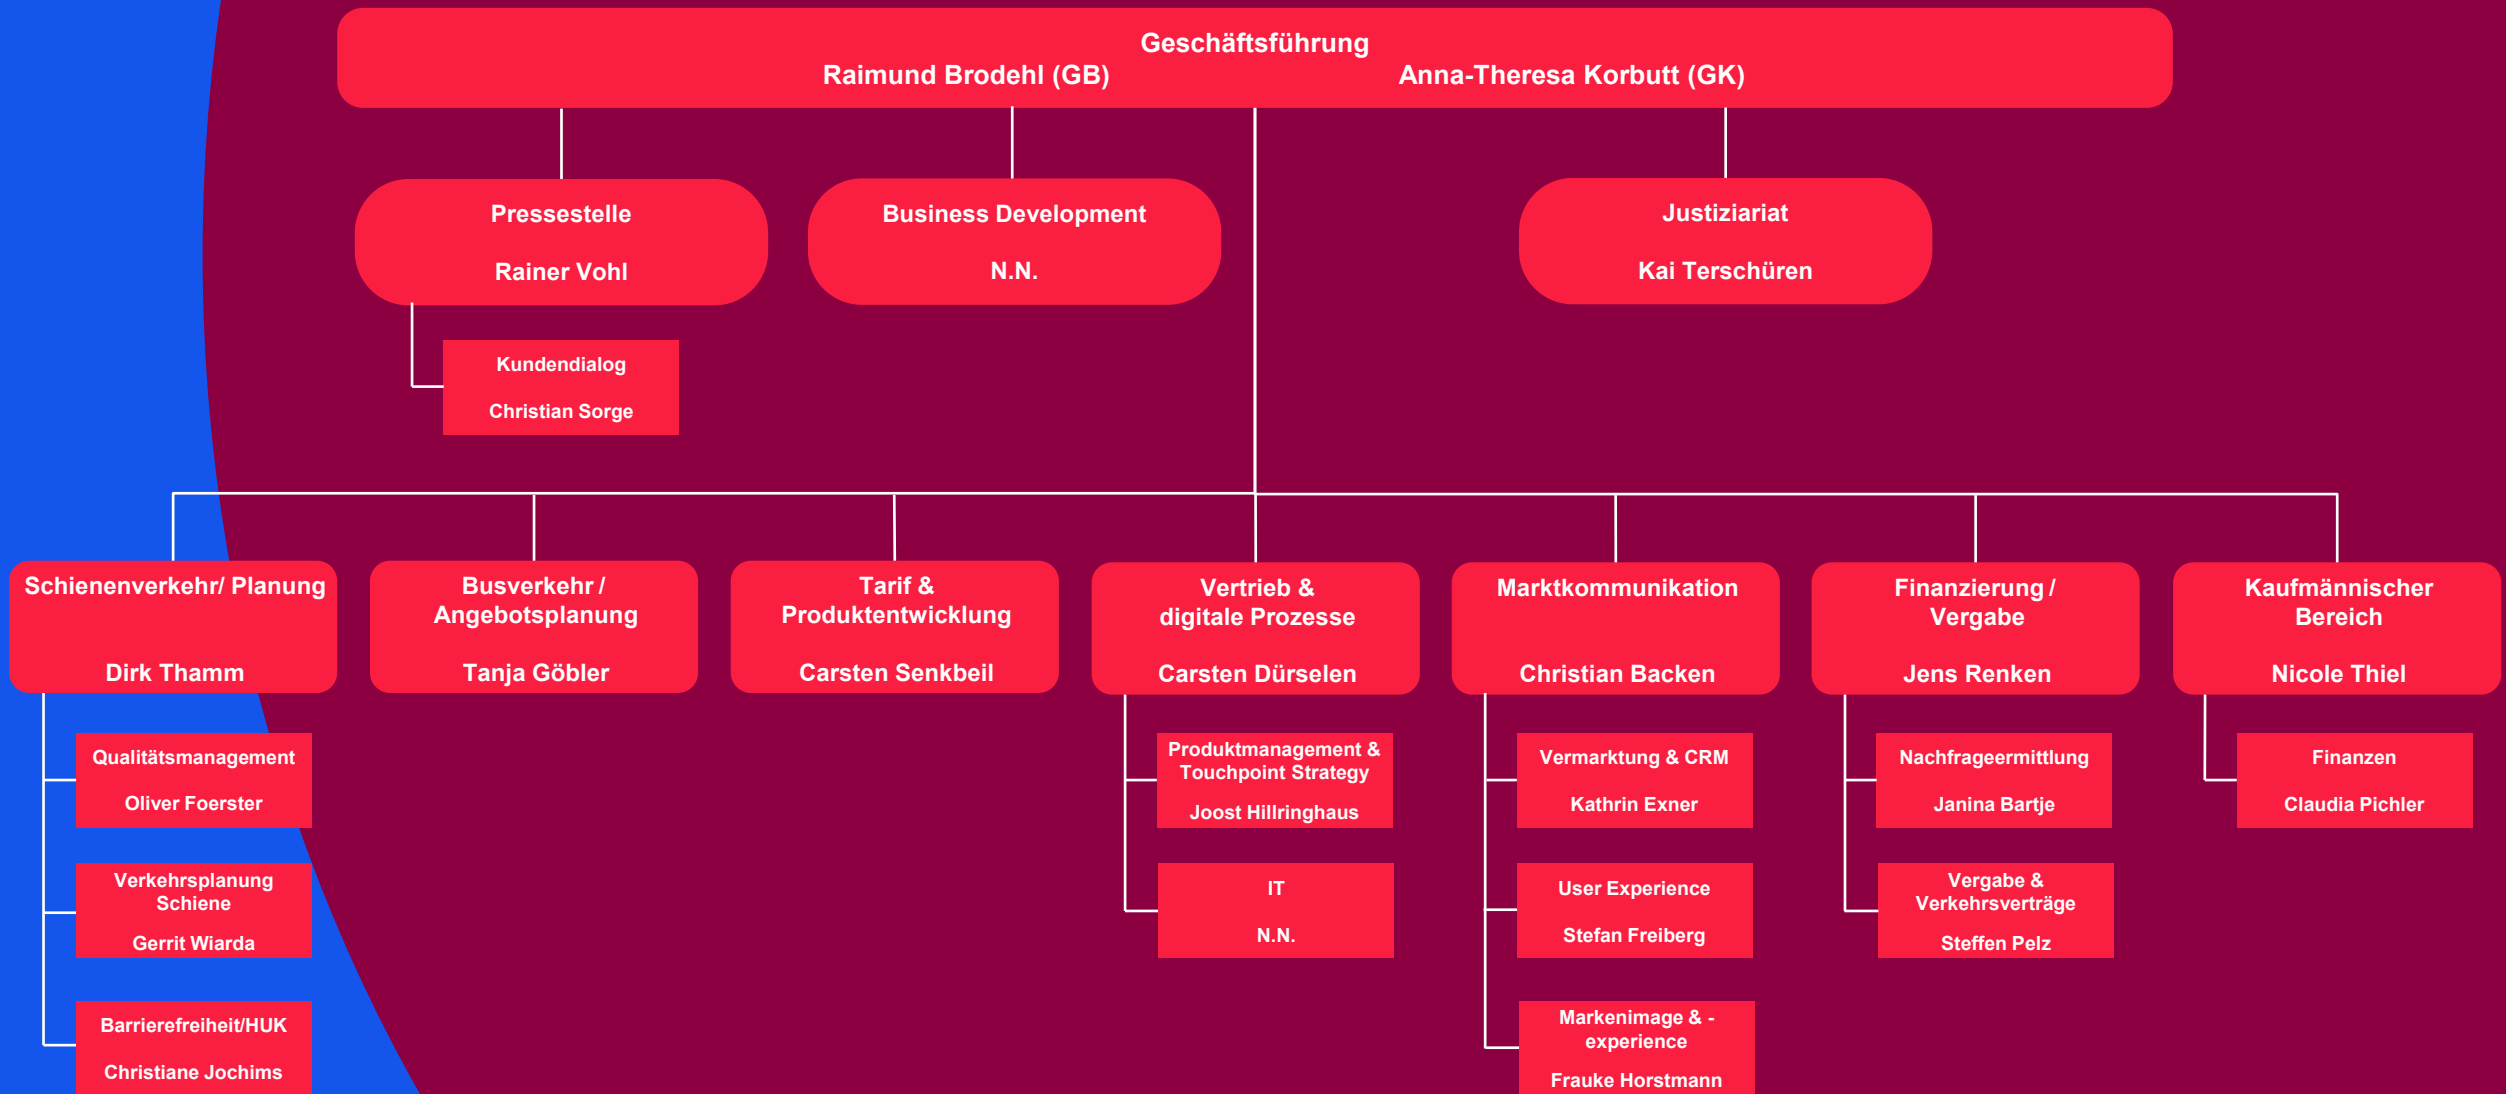 Geschäftsführung
Raimund Brodehl (GB) Anna-Theresa Korbutt (GK)
Pressestelle
Rainer Vohl
Business Development
N.N.
Justiziariat
Kai Terschüren
Kundendialog
Christian Sorge
Schienenverkehr/ Planung
Dirk Thamm
Busverkehr /
Angebotsplanung
Tanja Göbler
Tarif &
Produktentwicklung
Carsten Senkbeil
Vertrieb &
digitale Prozesse
Carsten Dürselen
Marktkommunikation
Christian Backen
Finanzierung /
Vergabe
Jens Renken
Kaufmännischer
Bereich
Nicole Thiel
Qualitätsmanagement
Oliver Foerster
Verkehrsplanung
Schiene
Gerrit Wiarda
Barrierefreiheit/HUK
Christiane Jochims
Produktmanagement &
Touchpoint Strategy
Joost Hillringhaus
IT
N.N.
Vermarktung & CRM
Kathrin Exner
User Experience
Stefan Freiberg
Markenimage & -
experience
Frauke Horstmann
Nachfrageermittlung
Janina Bartje
Vergabe &
Verkehrsverträge
Steffen Pelz
Finanzen
Claudia Pichler